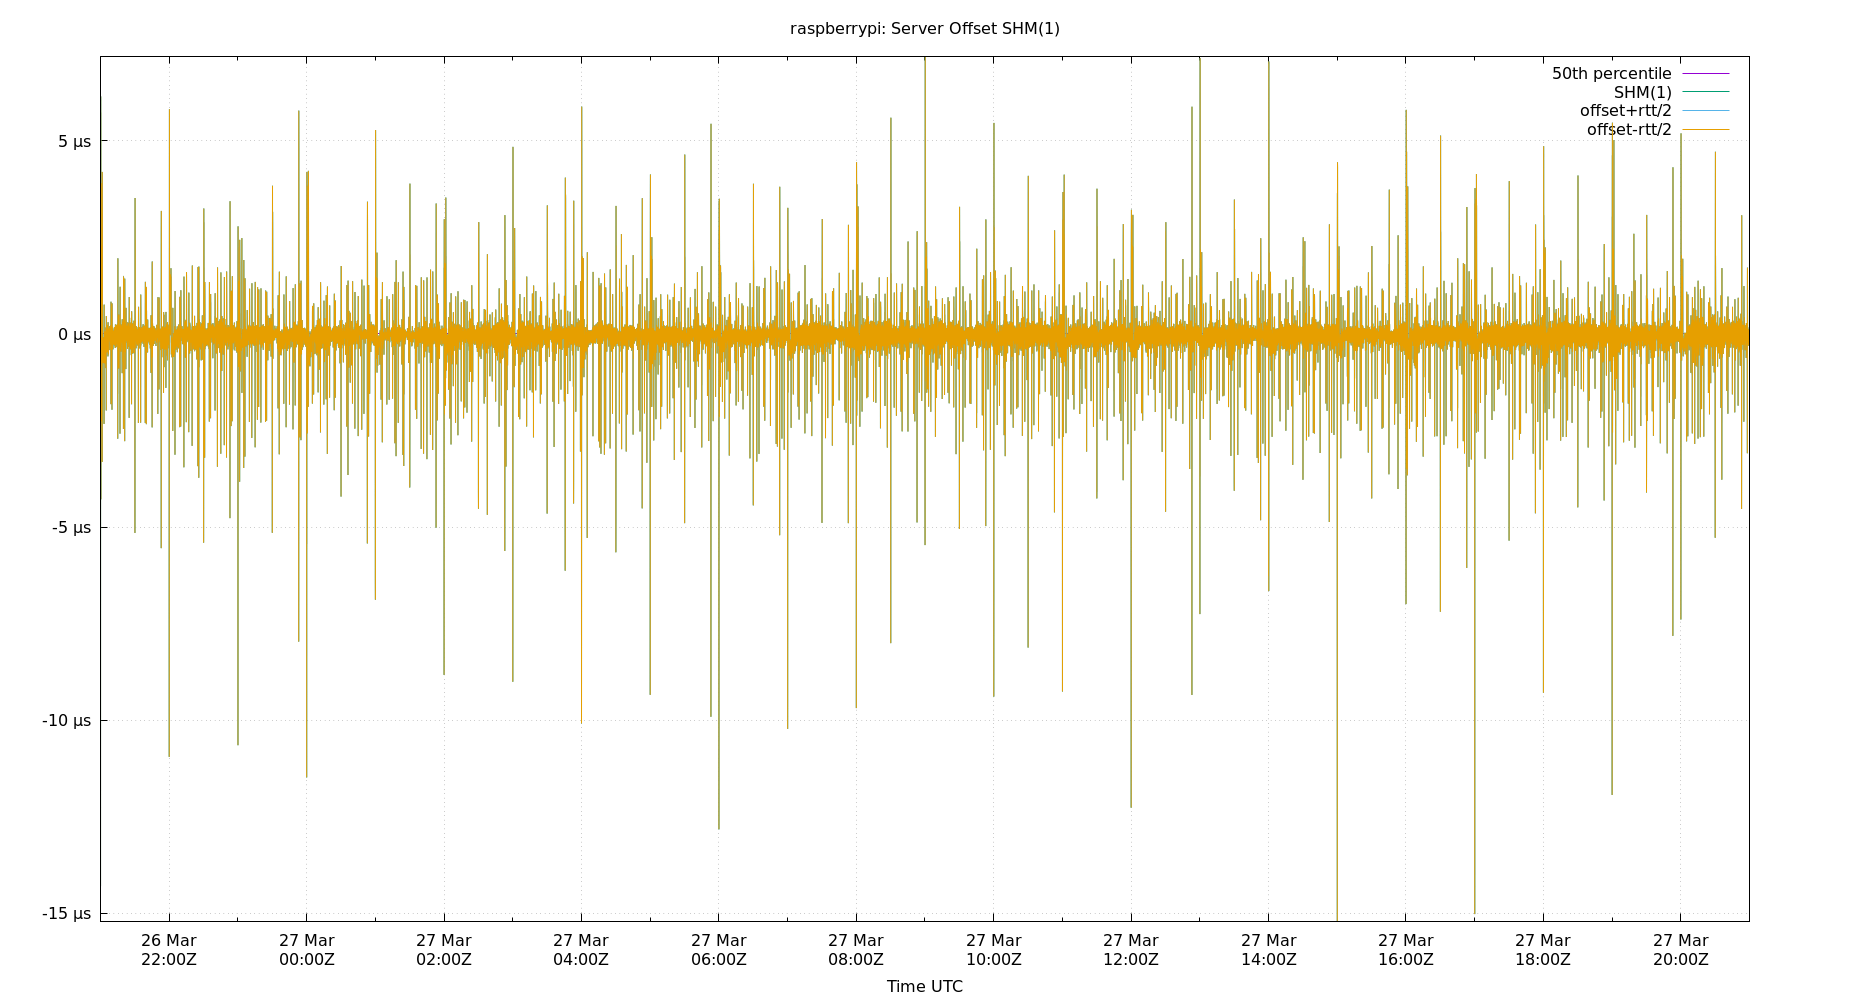 raspberrypi: Server Offset SHM(1)
50th percentile
SHM(1)
offset+rtt/2
offset-rtt/2
5 µs
0 µs
-5 µs
-10 µs
-15 µs
26 Mar 27 Mar 27 Mar 27 Mar 27 Mar 27 Mar 27 Mar 27 Mar 27 Mar 27 Mar 27 Mar 27 Mar
22:00Z 00:00Z 02:00Z 04:00Z 06:00Z 08:00Z 10:00Z 12:00Z 14:00Z 16:00Z 18:00Z 20:00Z
Time UTC